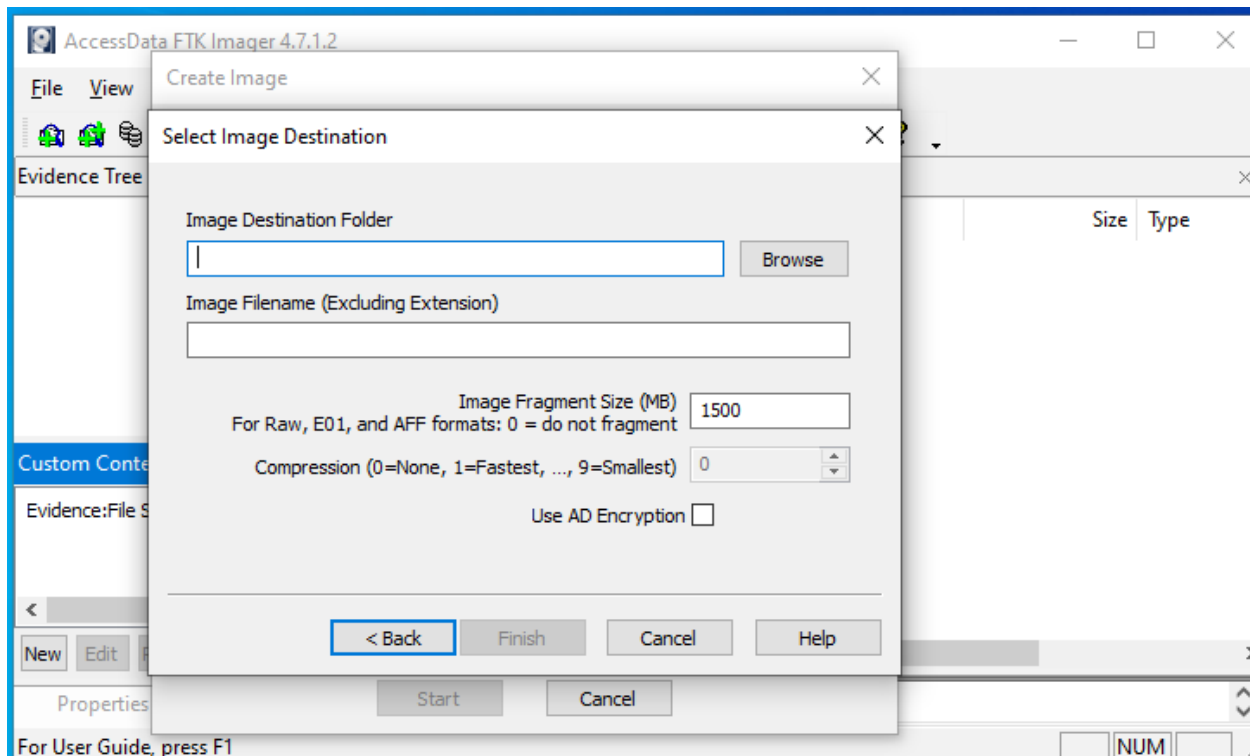 AccessData FTK Imager 4.7.1.2
File View
Create Image
Select Image Destination
Evidence Tree
Size Type
Image Destination Folder
Browse
Image Filename (Excluding Extension)
Image Fragment Size (MB)
For Raw, E01, and AFF formats: 0 = do not fragment
1500
Compression (0=None, 1=Fastest, ..., 9=Smallest)
0
Custom Conte
Evidence:File S
Use AD Encryption
< Back Finish Cancel Help
New Edit
Start Cancel
Properties
For User Guide, press F1
NUM